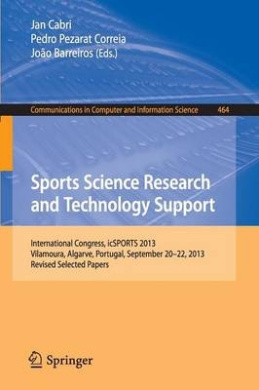 Jan Cabri
Pedro Pezarat Correia
João Barreiros (Eds.)
Communications in Computer and Information Science 464
Sports Science Research
and Technology Support
International Congress, icSPORTS 2013
Vilamoura, Algarve, Portugal, September 20–22, 2013
Revised Selected Papers
Springer